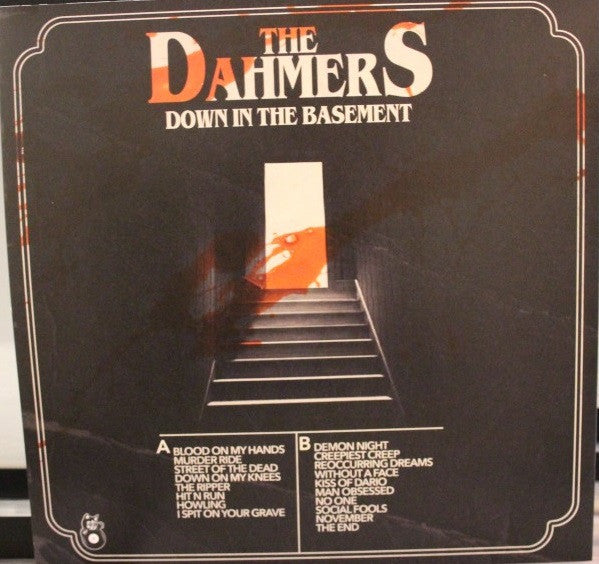 THE
DAHMERS
DOWN IN THE BASEMENT
A
BLOOD ON MY HANDS
MURDER RIDE
STREET OF THE DEAD
DOWN ON MY KNEES
THE RIPPER
HIT N RUN
HOWLING
I SPIT ON YOUR GRAVE
B
DEMON NIGHT
CREEPIEST CREEP
REOCCURRING DREAMS
WITHOUT A FACE
KISS OF DARIO
MAN OBSESSED
NO ONE
SOCIAL FOOLS
NOVEMBER
THE END